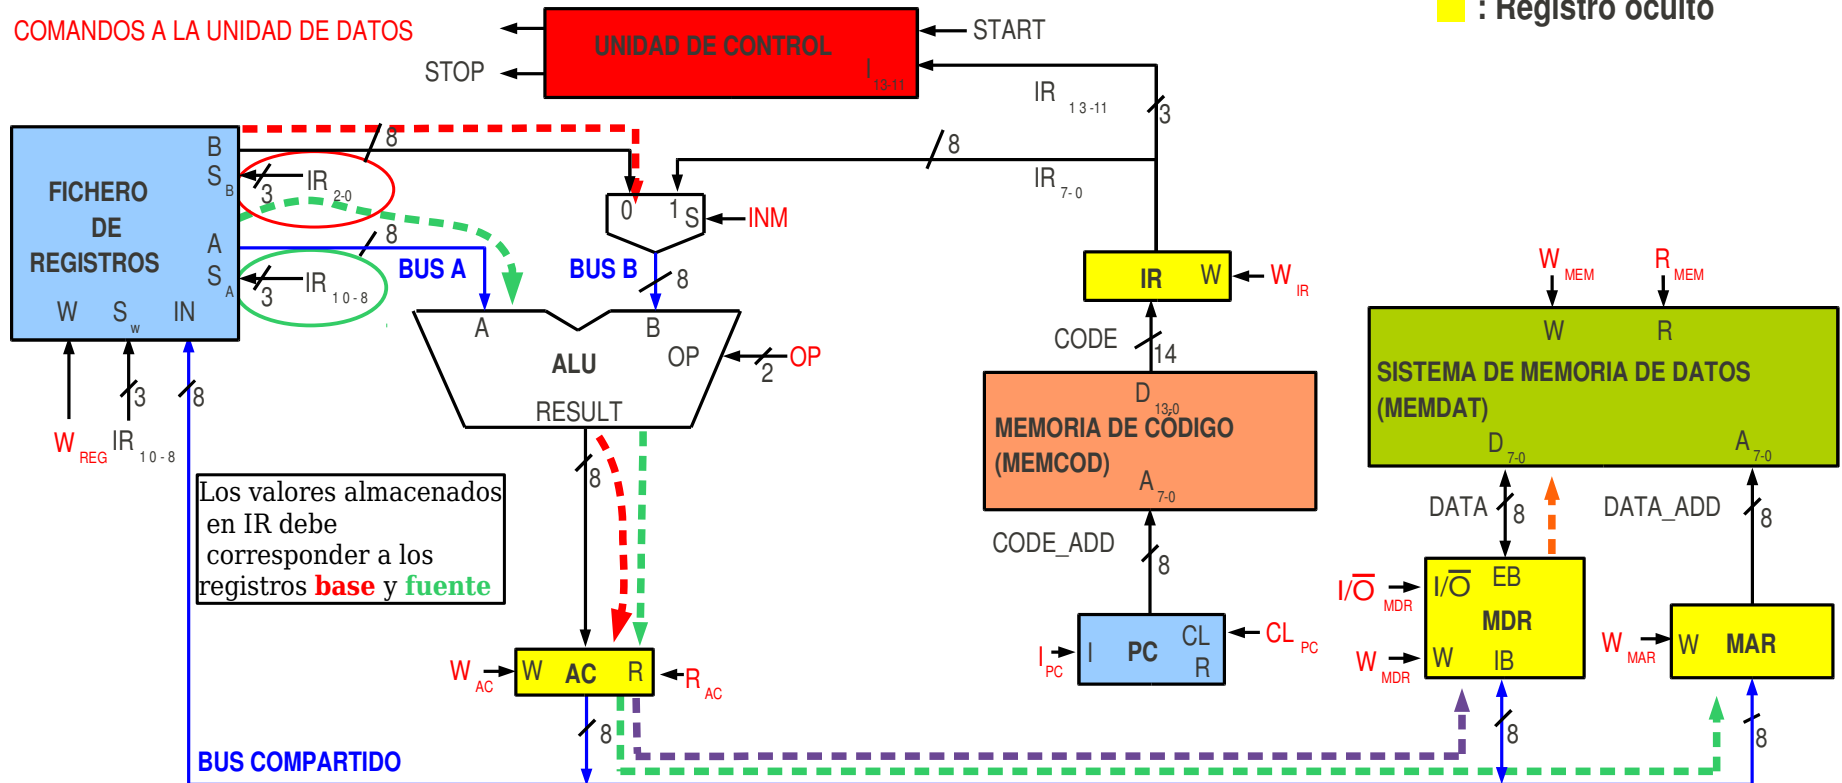 : Registro oculto
COMANDOS A LA UNIDAD DE DATOS
STOP
UNIDAD DE CONTROL
I 13-11
START
IR 13-11
3
8
IR 7-0
FICHERO
DE
REGISTROS
B
S B
A
S A
W
S w
IN
8
3
IR 2-0
8
3
IR 10-8
BUS A
BUS B
0
1
S
INM
8
A
B
ALU
OP
RESULT
2
OP
W REG
IR 10-8
3
8
8
Los valores almacenados
en IR debe
corresponder a los
registros base y fuente
W AC
W
AC
R
R AC
8
BUS COMPARTIDO
IR
W
W IR
CODE
14
D 13-0
MEMORIA DE CÓDIGO
(MEMCOD)
A 7-0
CODE_ADD
8
I PC
I
PC
CL
R
CL PC
W MEM
R MEM
W
R
SISTEMA DE MEMORIA DE DATOS
(MEMDAT)
D 7-0
A 7-0
DATA
8
DATA_ADD
8
I/O̅ MDR
I/O̅
EB
MDR
W MDR
W
IB
8
W MAR
W
MAR
8